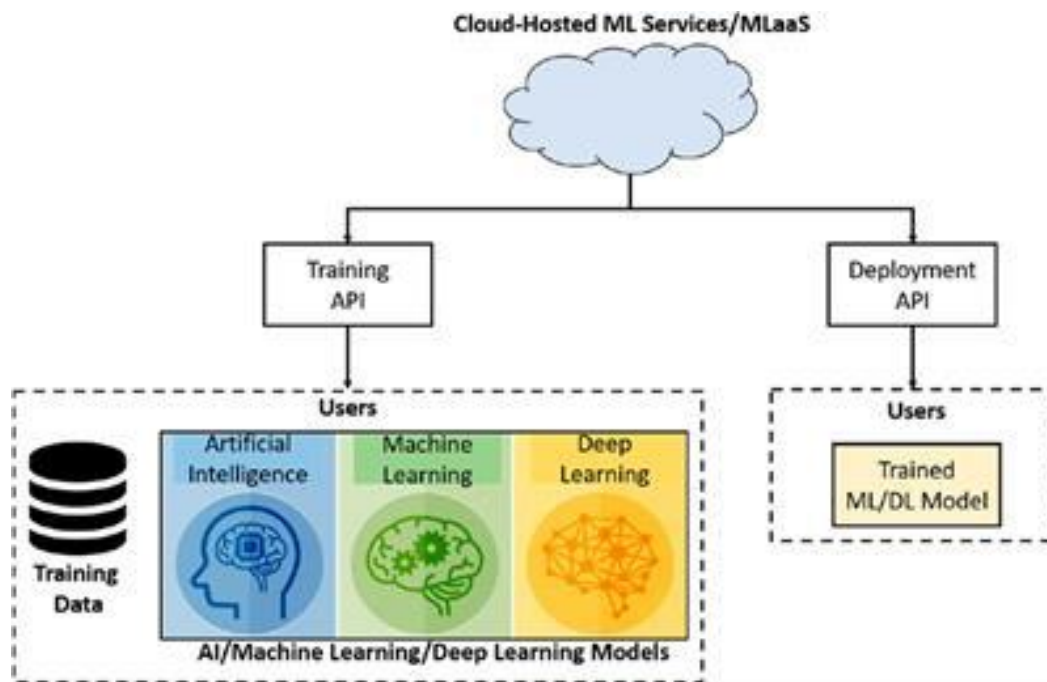 Cloud-Hosted ML Services/MLaaS
Training
API
Deployment
API
Users
Training
Data
Artificial
Intelligence
Machine
Learning
Deep
Learning
AI/Machine Learning/Deep Learning Models
Users
Trained
ML/DL Model